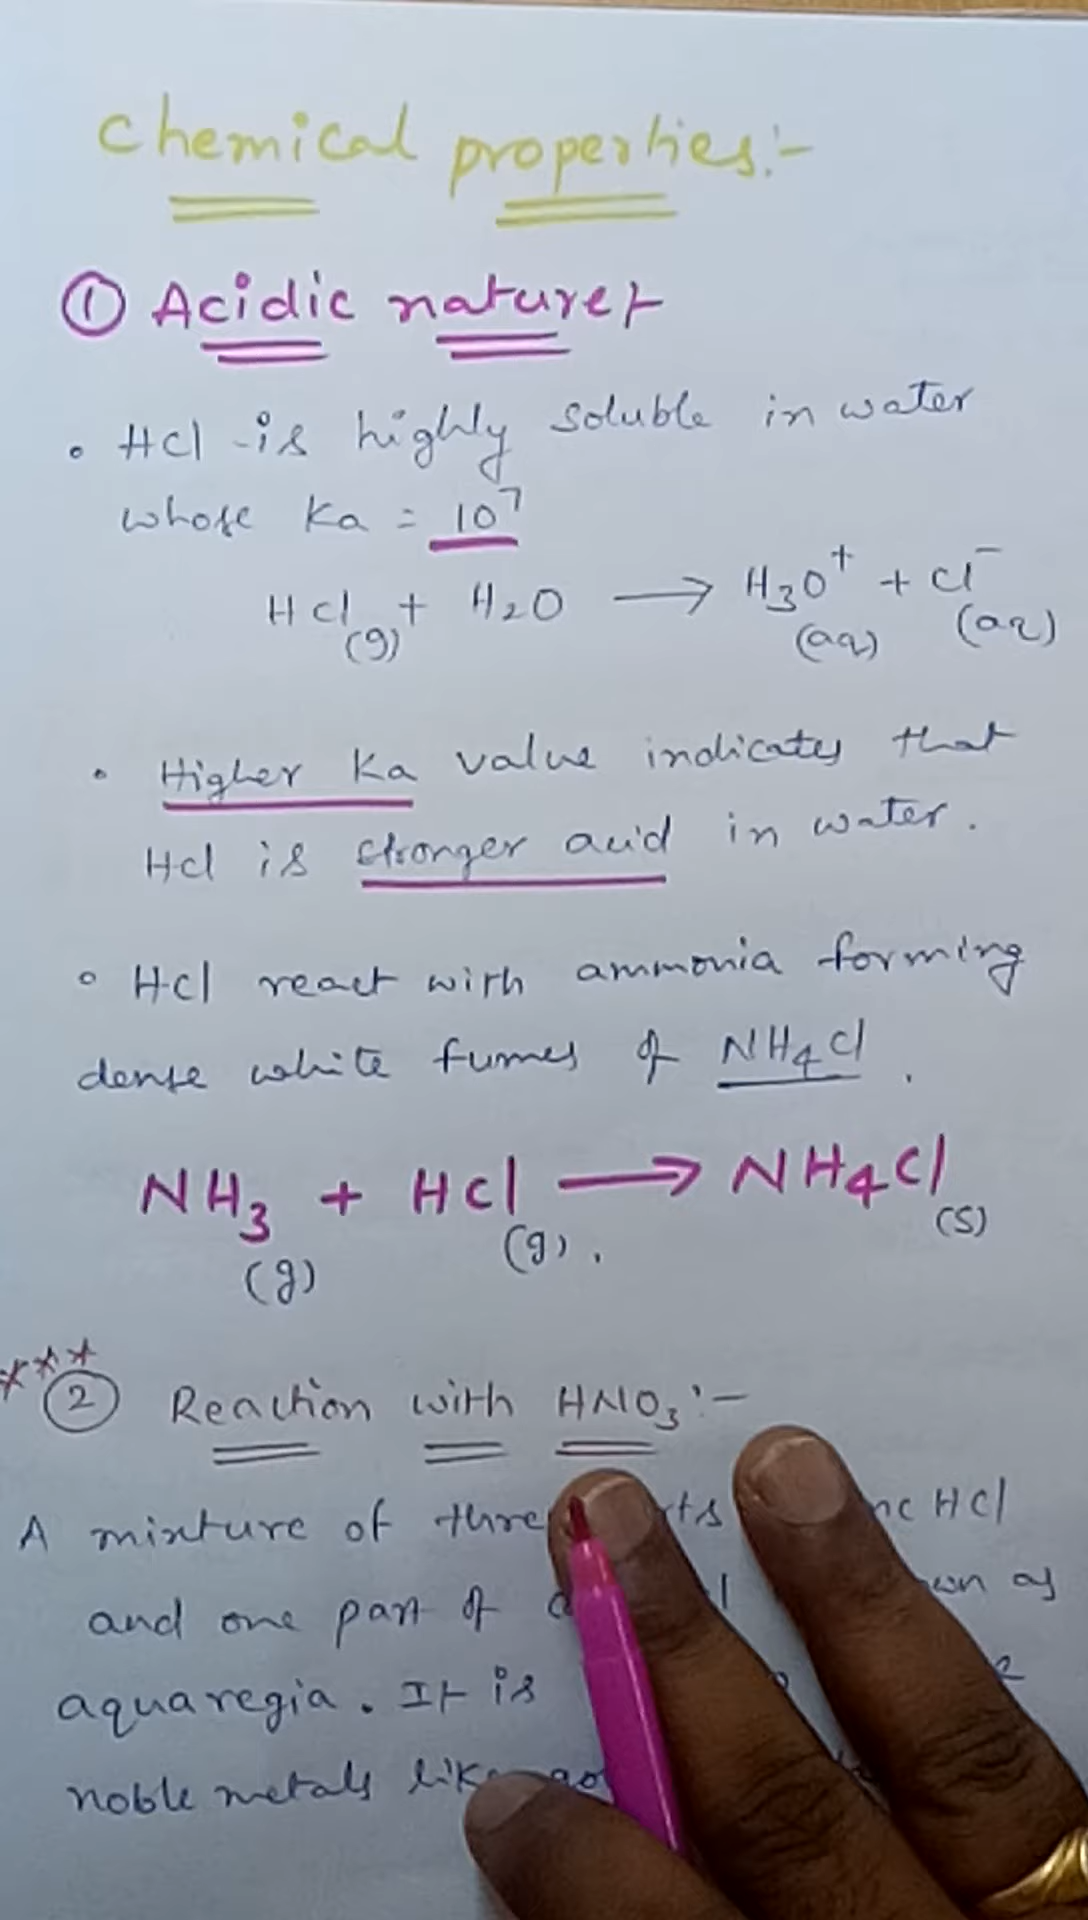 Chemical properties:-
① Acidic nature:-
• HCl is highly soluble in water
whose Ka = 10⁷
HCl(g) + H₂O → H₃O⁺(aq) + Cl⁻(aq)
• Higher Ka value indicates that
HCl is stronger acid in water.
• HCl react with ammonia forming
dense white fumes of NH₄Cl.
NH₃(g) + HCl(g). → NH₄Cl(s)
*** ② Reaction with HNO₃:-
A mixture of HCl
and one part of as
aquaregia. It is
noble metals like